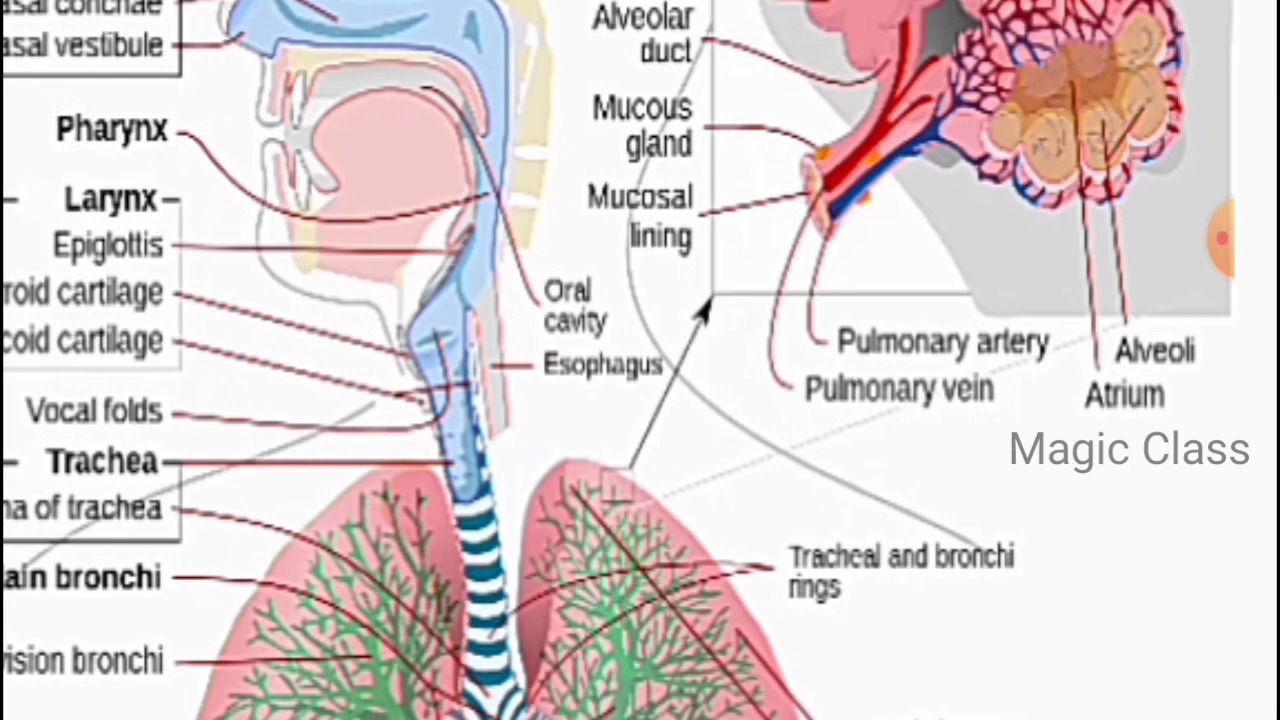 asal conchae
asal vestibule
Pharynx
Larynx
Epiglottis
roid cartilage
coid cartilage
Vocal folds
Trachea
na of trachea
ain bronchi
vision bronchi
Oral
cavity
Esophagus
Alveolar
duct
Mucous
gland
Mucosal
lining
Pulmonary artery
Pulmonary vein
Alveoli
Atrium
Magic Class
Tracheal and bronchi
rings